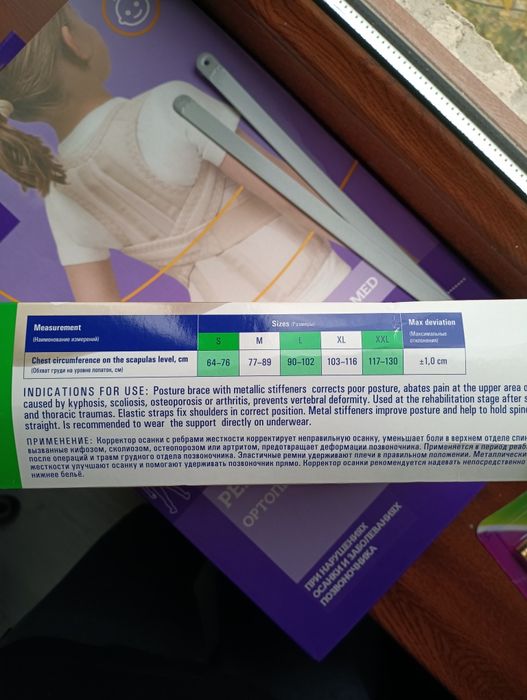 MED
Measurement
(Наименование измерений)
Sizes (Размеры)
Max deviation
(Максимальные
отклонения)
S M L XL XXL
Chest circumference on the scapulas level, cm
(Обхват груди на уровне лопаток, см)
64–76 77–89 90–102 103–116 117–130 ±1,0 cm
INDICATIONS FOR USE: Posture brace with metallic stiffeners corrects poor posture, abates pain at the upper area
caused by kyphosis, scoliosis, osteoporosis or arthritis, prevents vertebral deformity. Used at the rehabilitation stage after
and thoracic traumas. Elastic straps fix shoulders in correct position. Metal stiffeners improve posture and help to hold
straight. Is recommended to wear the support directly on underwear.
ПРИМЕНЕНИЕ: Корректор осанки с ребрами жесткости корректирует неправильную осанку, уменьшает боли в верхнем отделе
вызванные кифозом, сколиозом, остеопорозом или артритом, предотвращает деформации позвоночника. Применяется в период
после операций и травм грудного отдела позвоночника. Эластичные ремни удерживают плечи в правильном положении.
жесткости улучшают осанку и помогают удерживать позвоночник прямо. Корректор осанки рекомендуется надевать непосредственно
нижнее бельё.
ПРИ НАРУШЕНИЯХ
ОСАНКИ И ЗАБОЛЕВАНИЯХ
ПОЗВОНОЧНИКА